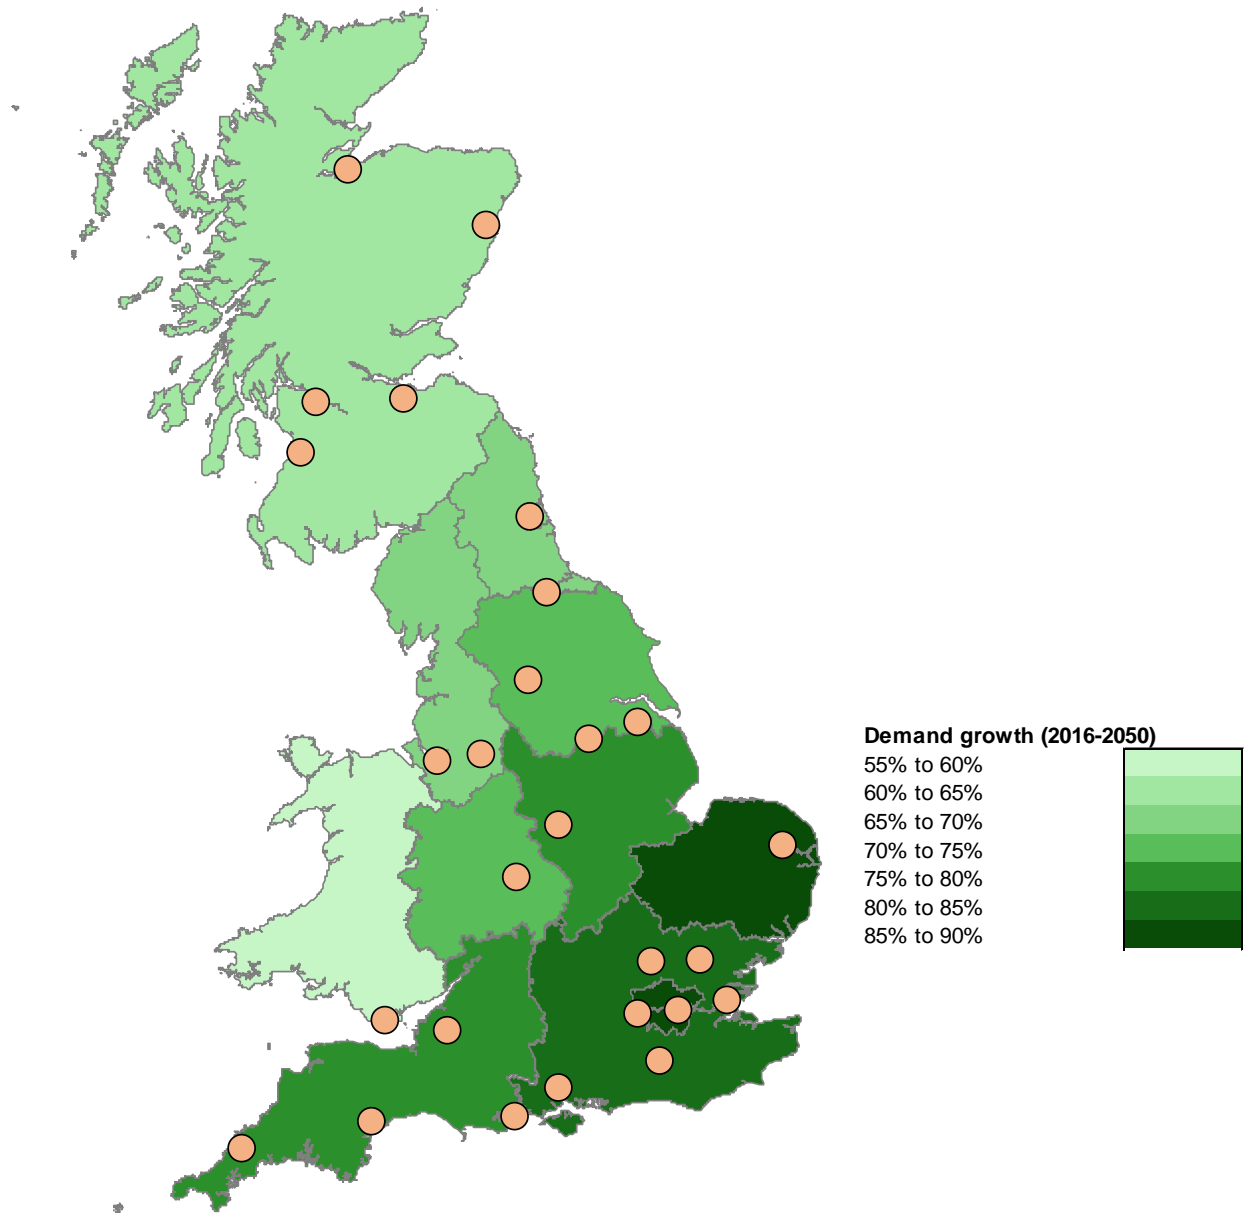 Demand growth (2016-2050)
55% to 60%
60% to 65%
65% to 70%
70% to 75%
75% to 80%
80% to 85%
85% to 90%